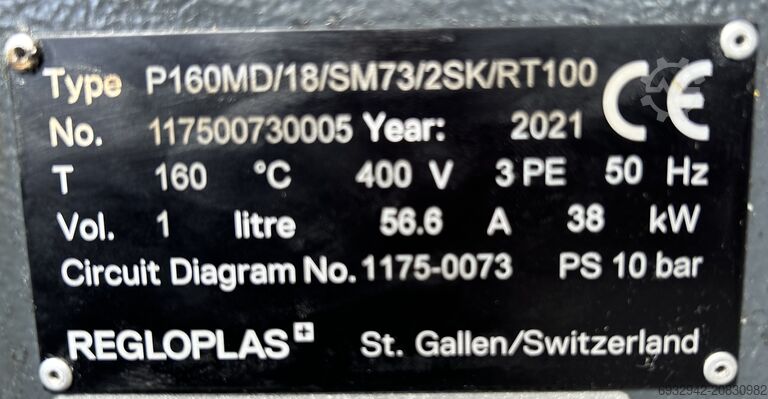 Type P160MD/18/SM73/2SK/RT100 CE
No. 117500730005 Year: 2021
T 160 °C 400 V 3 PE 50 Hz
Vol. 1 litre 56.6 A 38 kW
Circuit Diagram No. 1175-0073 PS 10 bar
REGLOPLAS St. Gallen/Switzerland
6932942-20830982